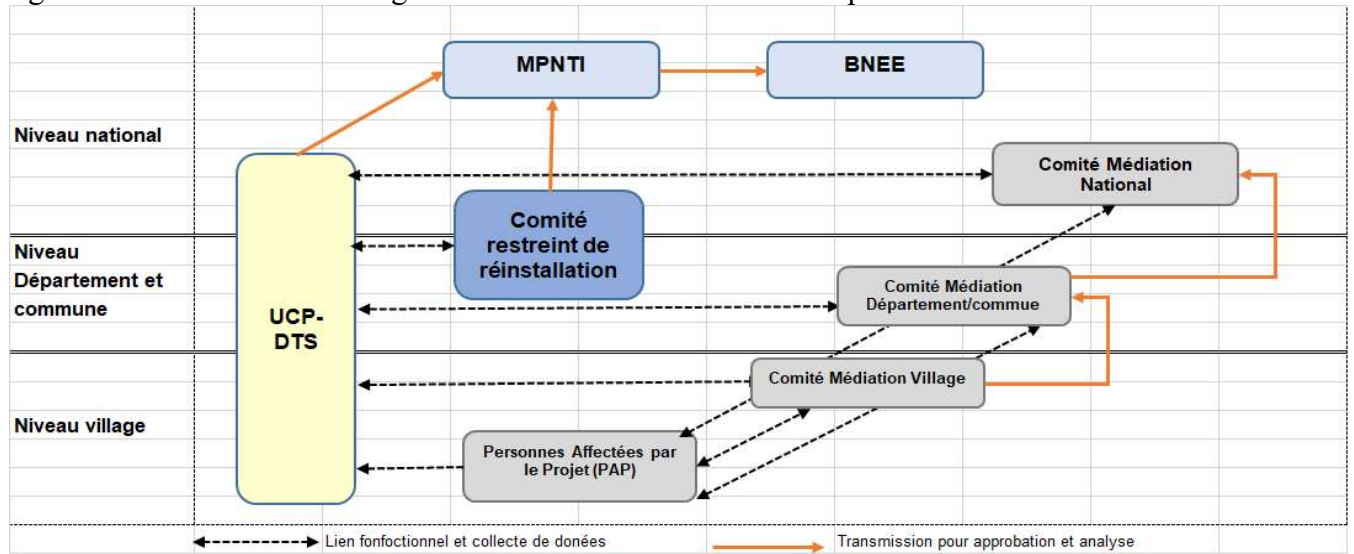 MPNTI
BNEE
Niveau national
Comité Médiation
National
Comité
restreint de
réinstallation
Niveau
Département et
commune
Comité Médiation
Département/commue
UCP-
DTS
Comité Médiation Village
Niveau village
Personnes Affectées par
le Projet (PAP)
Lien fonfoctionnel et collecte de donées
Transmission pour approbation et analyse